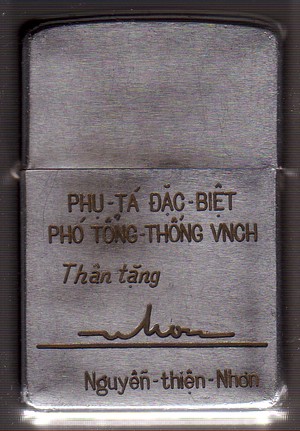 PHỤ-TÁ ĐẶC-BIỆT
PHÓ TỔNG-THỐNG VNCH
Thân tặng
nhơn
Nguyễn-thiện-Nhơn